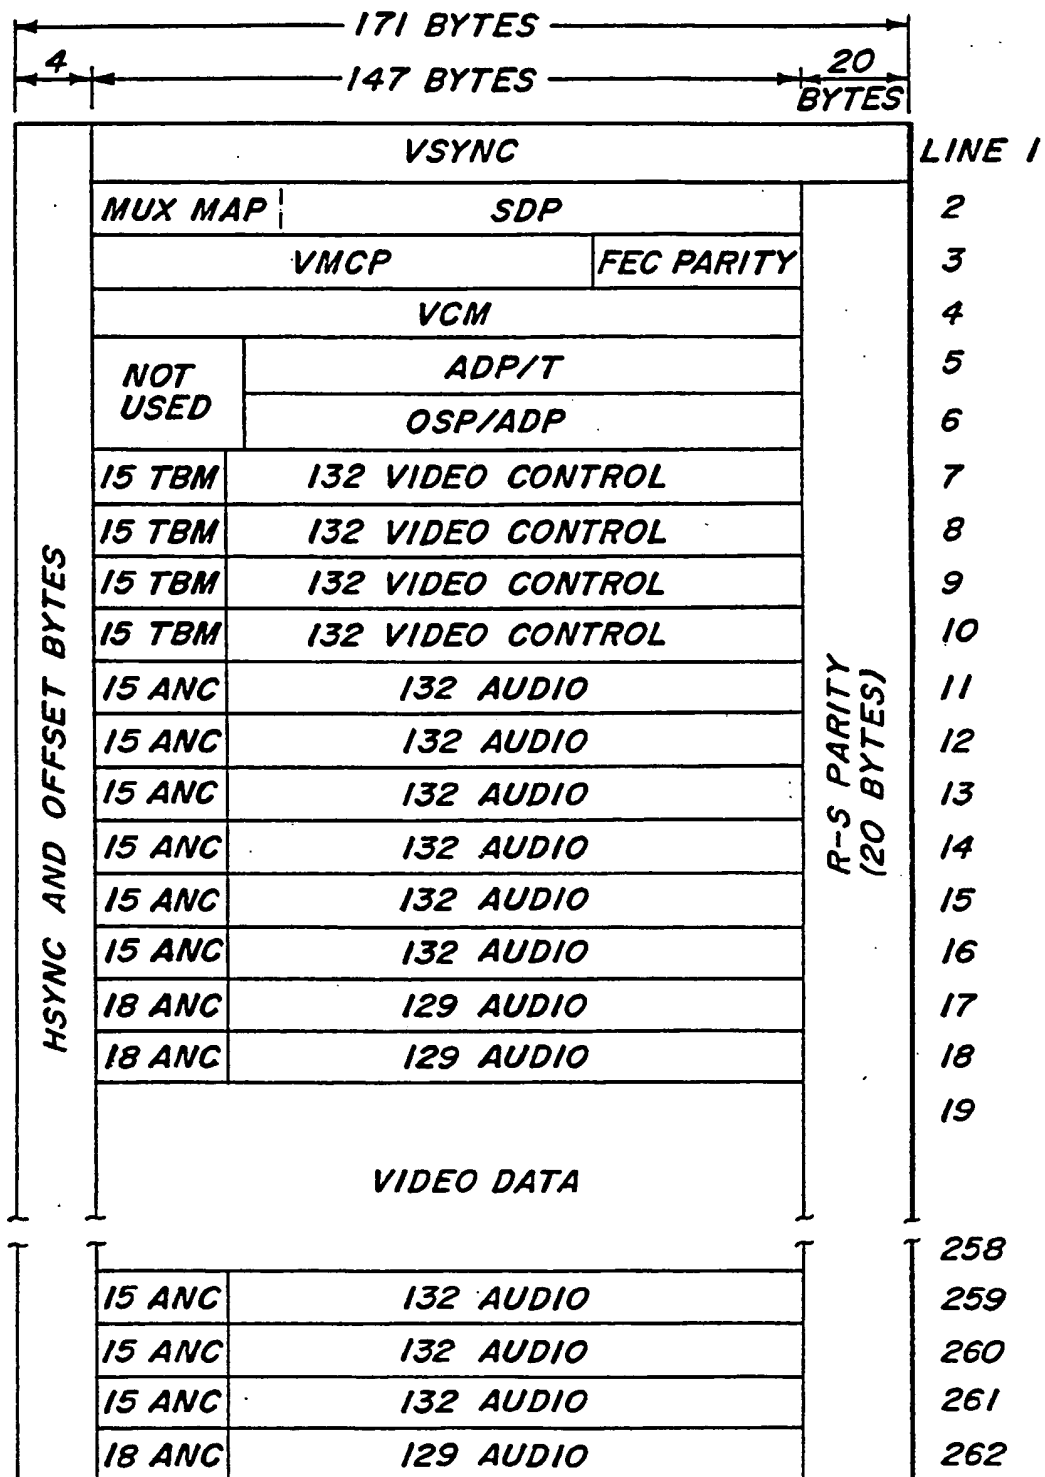 171 BYTES
4 147 BYTES 20 BYTES
VSYNC LINE 1
MUX MAP SDP 2
VMCP FEC PARITY 3
VCM 4
NOT USED
ADP/T 5
OSP/ADP 6
15 TBM 132 VIDEO CONTROL 7
15 TBM 132 VIDEO CONTROL 8
15 TBM 132 VIDEO CONTROL 9
15 TBM 132 VIDEO CONTROL 10
15 ANC 132 AUDIO 11
15 ANC 132 AUDIO 12
15 ANC 132 AUDIO 13
15 ANC 132 AUDIO 14
15 ANC 132 AUDIO 15
15 ANC 132 AUDIO 16
18 ANC 129 AUDIO 17
18 ANC 129 AUDIO 18
19
VIDEO DATA
258
15 ANC 132 AUDIO 259
15 ANC 132 AUDIO 260
15 ANC 132 AUDIO 261
18 ANC 129 AUDIO 262
HSYNC AND OFFSET BYTES
R-S PARITY
(20 BYTES)